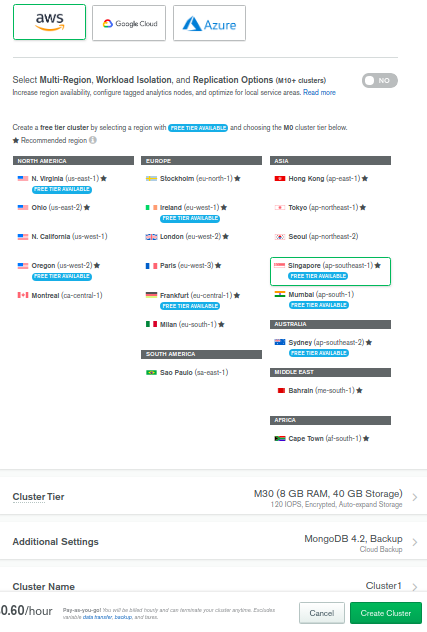 aws
Google Cloud
Azure
Select Multi-Region, Workload Isolation, and Replication Options (M10+ clusters)
NO
Increase region availability, configure tagged analytics nodes, and optimize for local service areas. Read more
Create a free tier cluster by selecting a region with FREE TIER AVAILABLE and choosing the M0 cluster tier below.
★ Recommended region
NORTH AMERICA
N. Virginia (us-east-1) ★
FREE TIER AVAILABLE
Ohio (us-east-2) ★
N. California (us-west-1)
Oregon (us-west-2) ★
FREE TIER AVAILABLE
Montreal (ca-central-1)
EUROPE
Stockholm (eu-north-1) ★
Ireland (eu-west-1) ★
FREE TIER AVAILABLE
London (eu-west-2) ★
Paris (eu-west-3) ★
Frankfurt (eu-central-1) ★
FREE TIER AVAILABLE
Milan (eu-south-1) ★
SOUTH AMERICA
Sao Paulo (sa-east-1)
ASIA
Hong Kong (ap-east-1) ★
Tokyo (ap-northeast-1) ★
Seoul (ap-northeast-2)
Singapore (ap-southeast-1) ★
FREE TIER AVAILABLE
Mumbai (ap-south-1)
FREE TIER AVAILABLE
AUSTRALIA
Sydney (ap-southeast-2) ★
FREE TIER AVAILABLE
MIDDLE EAST
Bahrain (me-south-1) ★
AFRICA
Cape Town (af-south-1) ★
Cluster Tier
M30 (8 GB RAM, 40 GB Storage)
120 IOPS, Encrypted, Auto-expand Storage
Additional Settings
MongoDB 4.2, Backup
Cloud Backup
Cluster Name
Cluster1
0.60/hour
Pay-as-you-go! You will be billed hourly and can terminate your cluster anytime. Excludes
variable data transfer, backup, and taxes.
Cancel
Create Cluster